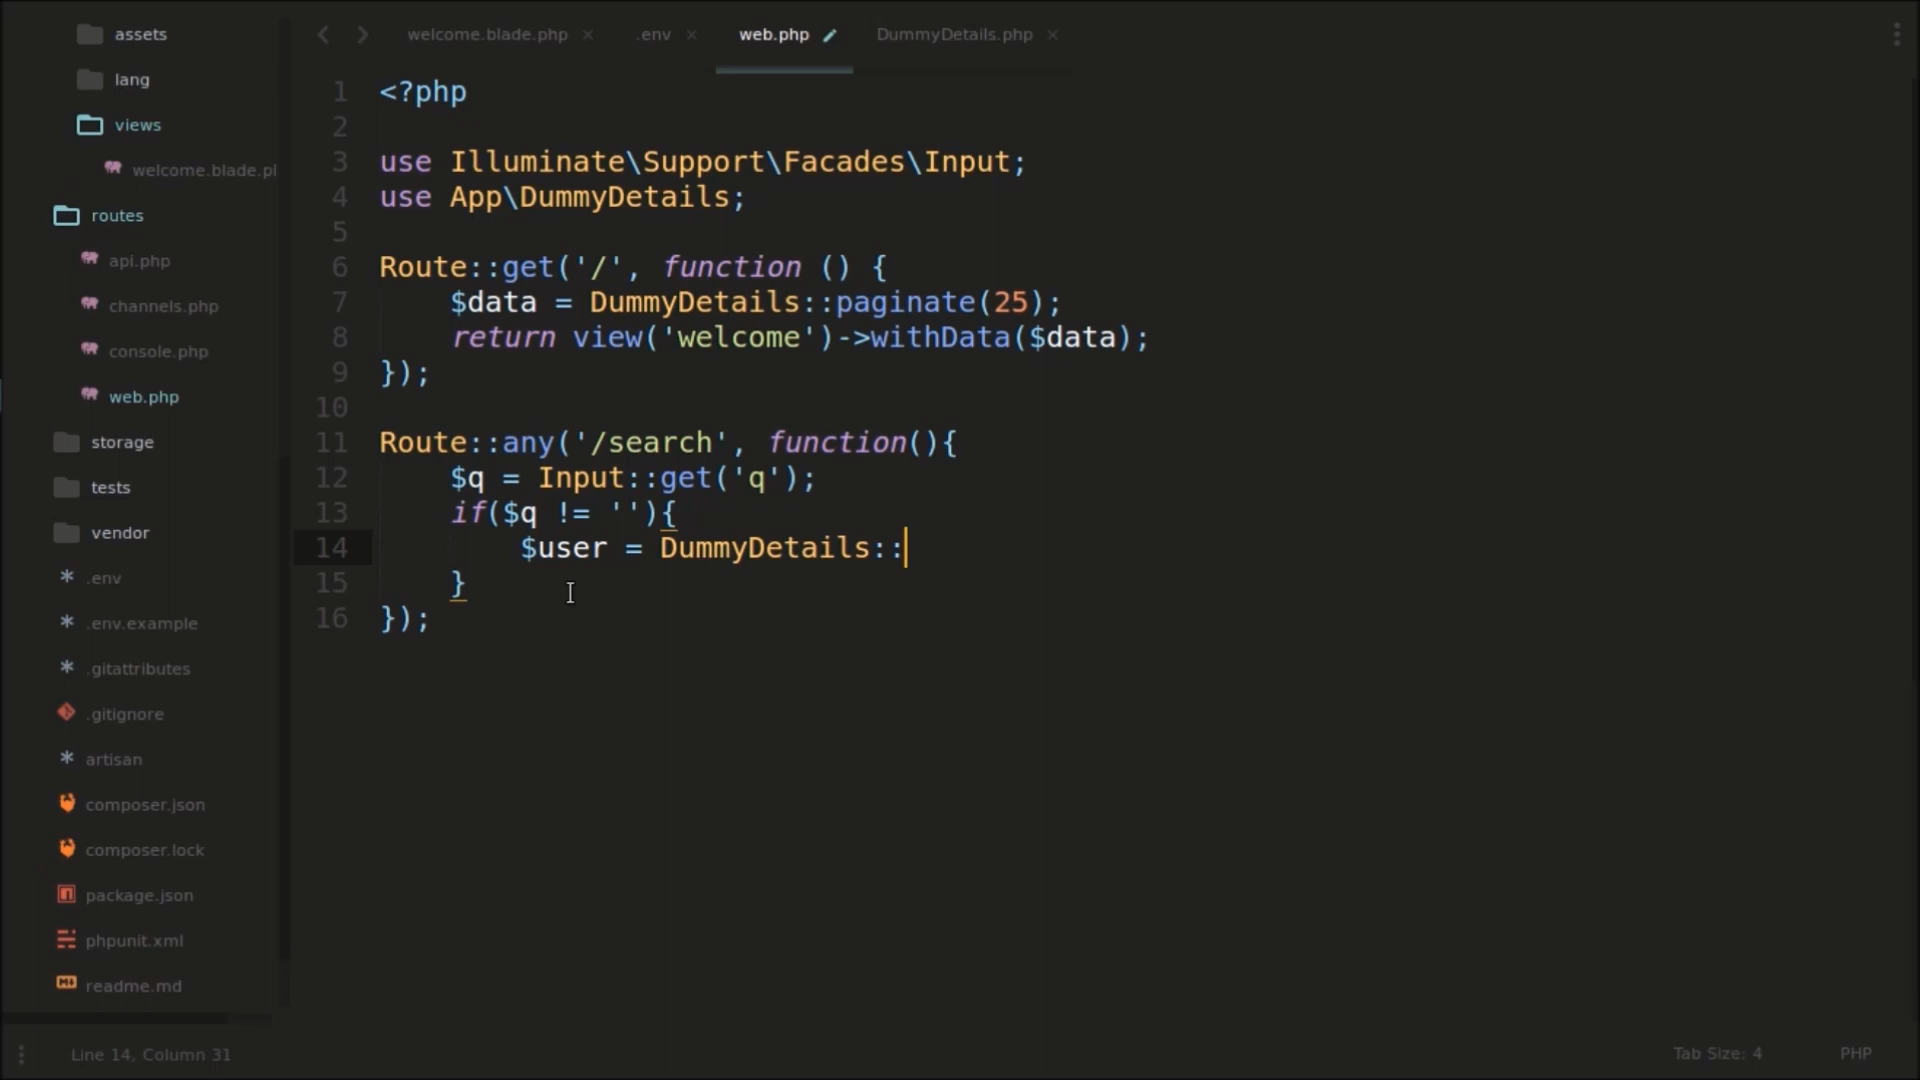 assets
lang
views
welcome.blade.p
routes
api.php
channels.php
console.php
web.php
storage
tests
vendor
.env
.env.example
.gitattributes
.gitignore
artisan
composer.json
composer.lock
package.json
phpunit.xml
readme.md
welcome.blade.php × .env × web.php DummyDetails.php ×
1 <?php
2
3 use Illuminate\Support\Facades\Input;
4 use App\DummyDetails;
5
6 Route::get('/', function () {
7 $data = DummyDetails::paginate(25);
8 return view('welcome')->withData($data);
9 });
10
11 Route::any('/search', function(){
12 $q = Input::get('q');
13 if($q != ''){
14 $user = DummyDetails::
15 }
16 });
Line 14, Column 31
Tab Size: 4
PHP